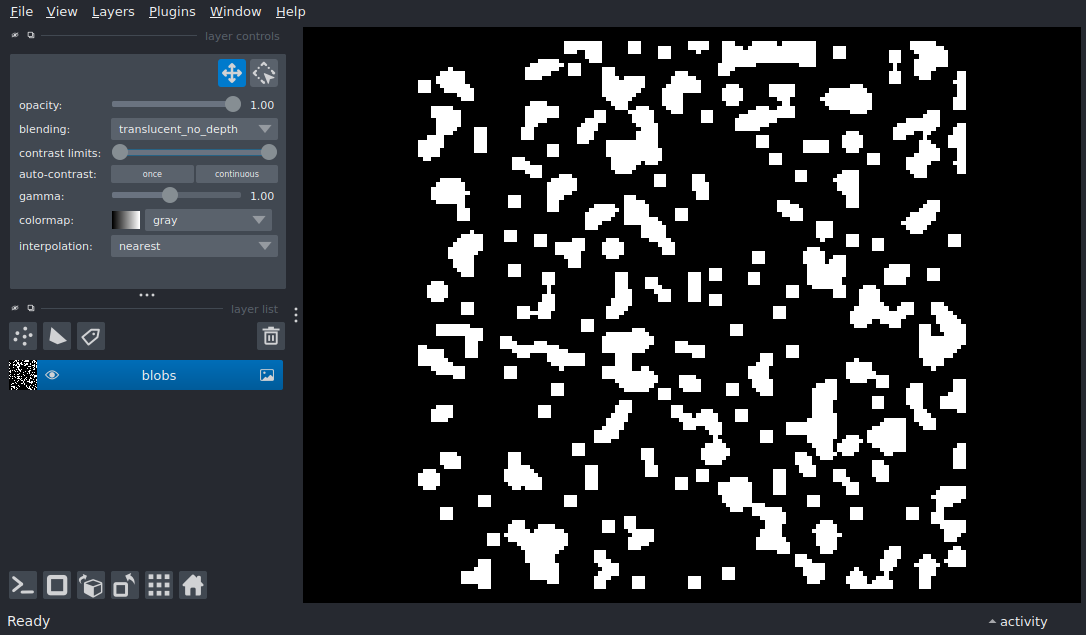 File View Layers Plugins Window Help
layer controls
opacity: 1.00
blending: translucent_no_depth
contrast limits:
auto-contrast: once continuous
gamma: 1.00
colormap: gray
interpolation: nearest
layer list
blobs
Ready activity